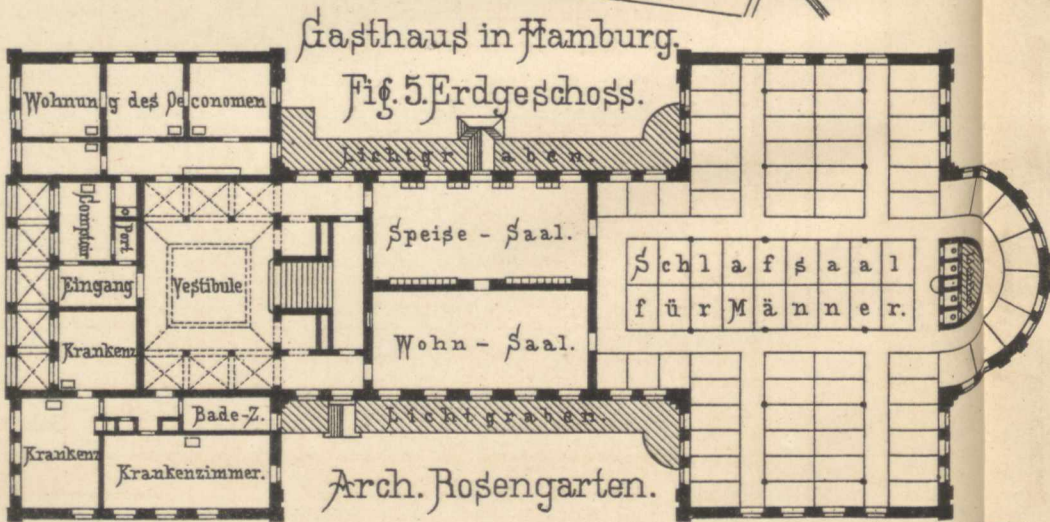 Gasthaus in Hamburg.
Fig. 5. Erdgeschoss.
Wohnung des Oeconomen
Lichtgraben.
Comptoir
Port
Eingang
Vestibule
Speise-Saal.
Schlafsaal
für Männer.
Wohn-Saal.
Krankenz
Bade-Z.
Lichtgraben.
Krankenz
Krankenzimmer.
Arch. Rosengarten.